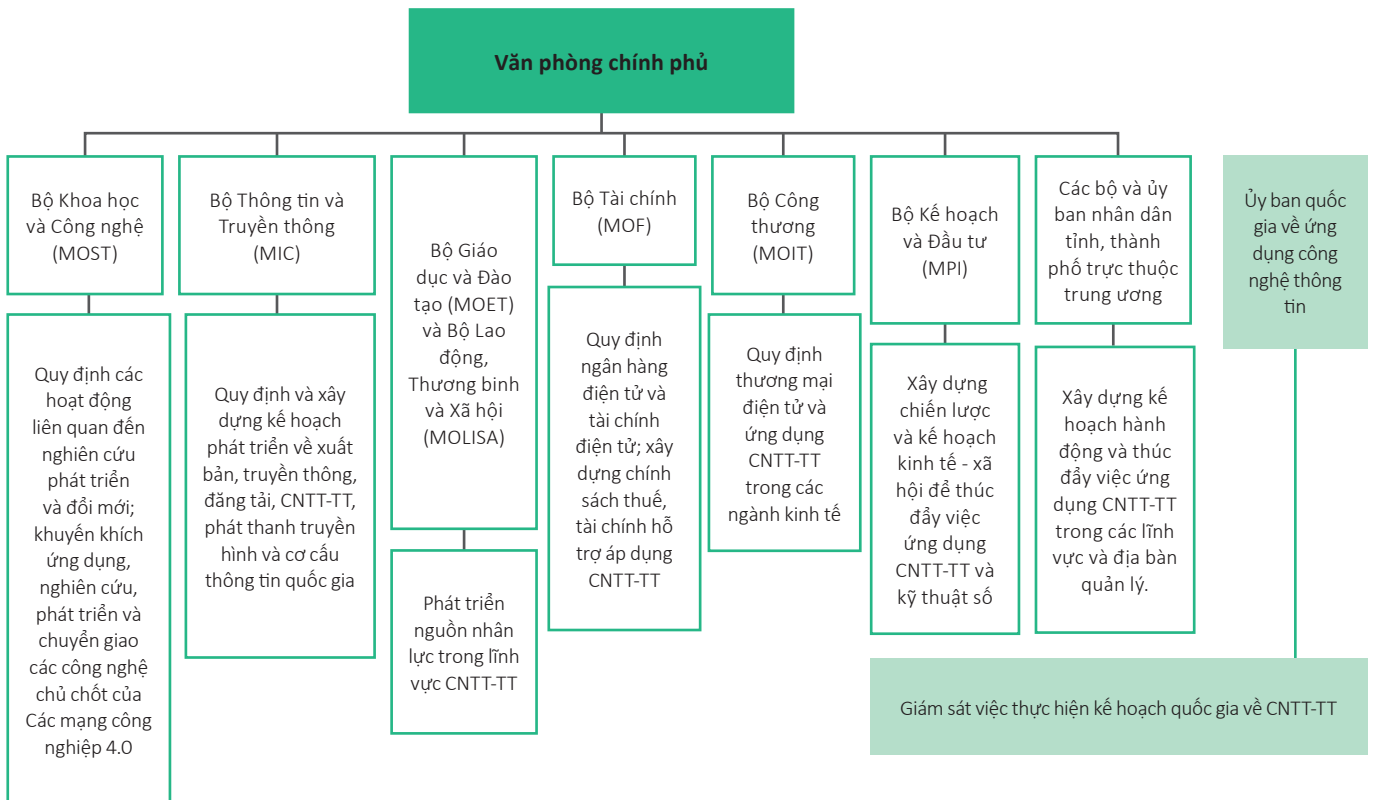 Văn phòng chính phủ
Bộ Khoa học
và Công nghệ
(MOST)
Bộ Thông tin và
Truyền thông
(MIC)
Bộ Giáo
dục và Đào
tạo (MOET)
và Bộ Lao
động,
Thương binh
và Xã hội
(MOLISA)
Bộ Tài chính
(MOF)
Bộ Công
thương
(MOIT)
Bộ Kế hoạch
và Đầu tư
(MPI)
Các bộ và ủy
ban nhân dân
tỉnh, thành
phố trực thuộc
trung ương
Ủy ban quốc
gia về ứng
dụng công
nghệ thông
tin
Quy định các
hoạt động
liên quan đến
nghiên cứu
phát triển
và đổi mới;
khuyến khích
ứng dụng,
nghiên cứu,
phát triển và
chuyển giao
các công nghệ
chủ chốt của
Các mạng công
nghiệp 4.0
Quy định và xây
dựng kế hoạch
phát triển về xuất
bản, truyền thông,
đăng tải, CNTT-TT,
phát thanh truyền
hình và cơ cấu
thông tin quốc gia
Phát triển
nguồn nhân
lực trong lĩnh
vực CNTT-TT
Quy định
ngân hàng
điện tử và
tài chính
điện tử; xây
dựng chính
sách thuế,
tài chính hỗ
trợ áp dụng
CNTT-TT
Quy định
thương mại
điện tử và
ứng dụng
CNTT-TT
trong các
ngành kinh tế
Xây dựng
chiến lược
và kế hoạch
kinh tế - xã
hội để thúc
đẩy việc
ứng dụng
CNTT-TT và
kỹ thuật số
Xây dựng kế
hoạch hành
động và thúc
đẩy việc ứng
dụng CNTT-TT
trong các lĩnh
vực và địa bàn
quản lý.
Giám sát việc thực hiện kế hoạch quốc gia về CNTT-TT